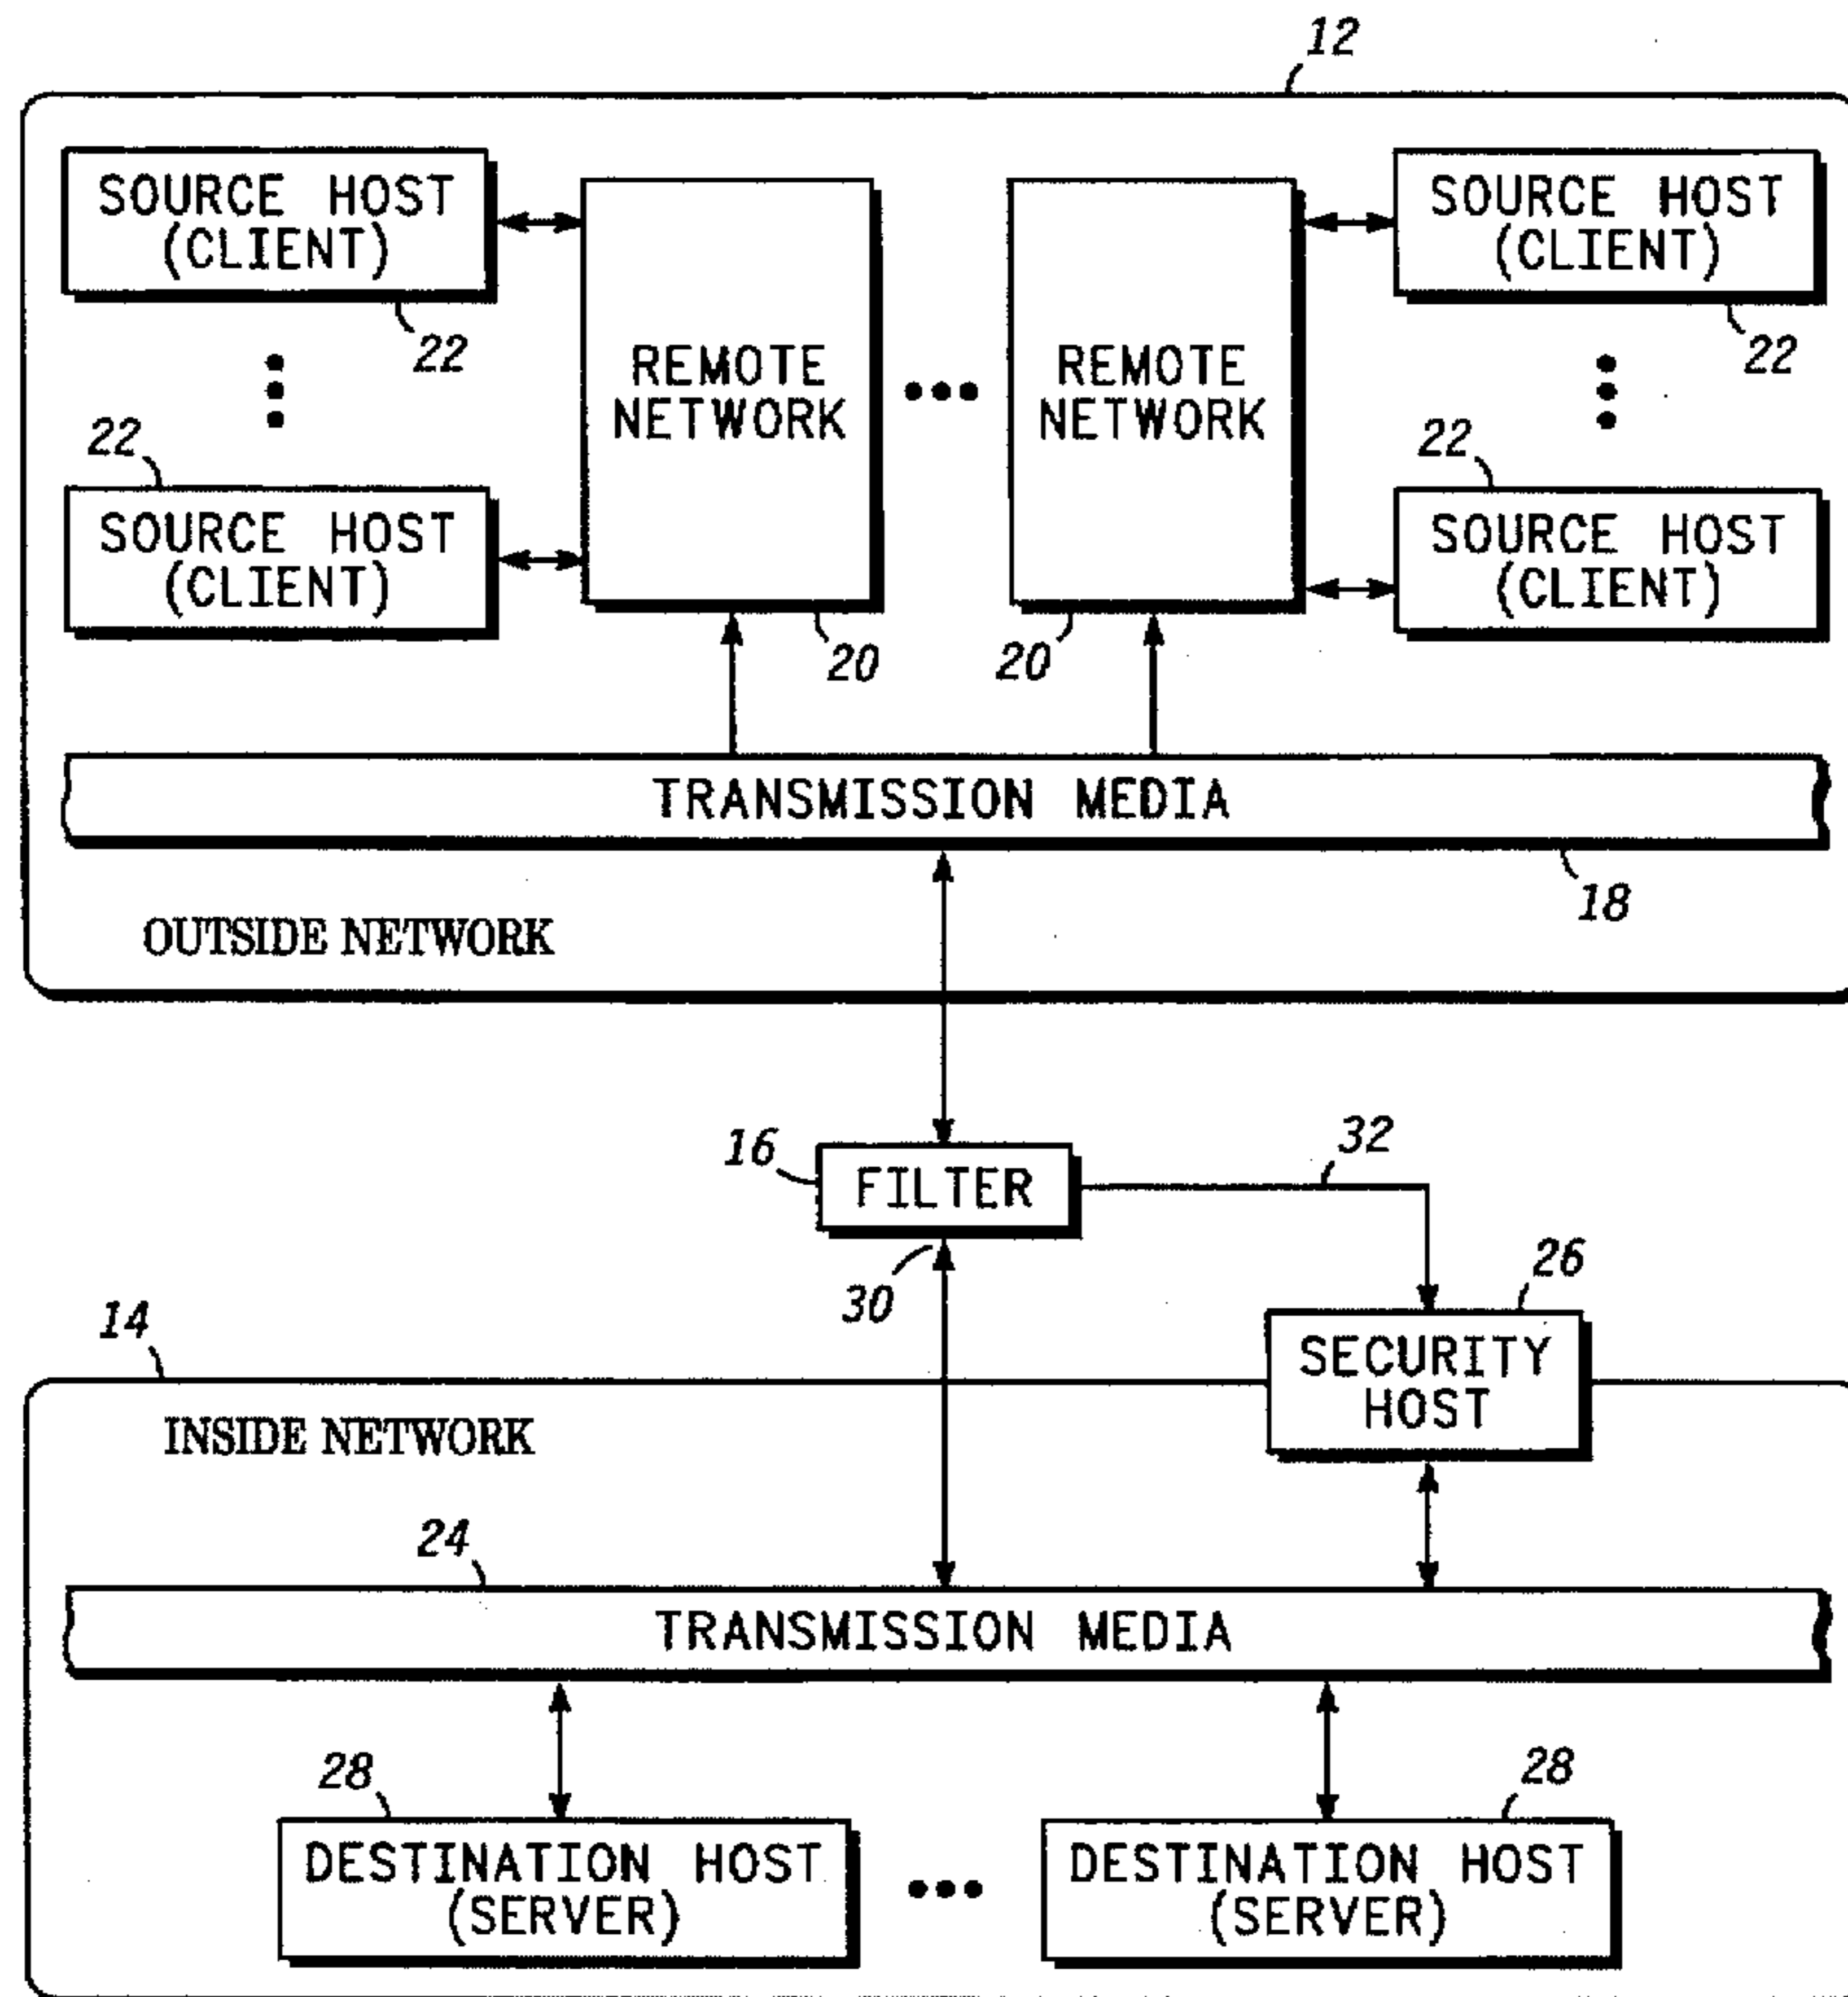 12
SOURCE HOST
(CLIENT)
22
REMOTE
NETWORK
REMOTE
NETWORK
SOURCE HOST
(CLIENT)
22
22
SOURCE HOST
(CLIENT)
22
SOURCE HOST
(CLIENT)
20
20
TRANSMISSION MEDIA
18
OUTSIDE NETWORK
16
FILTER
32
30
26
SECURITY
HOST
14
INSIDE NETWORK
24
TRANSMISSION MEDIA
28
DESTINATION HOST
(SERVER)
28
DESTINATION HOST
(SERVER)